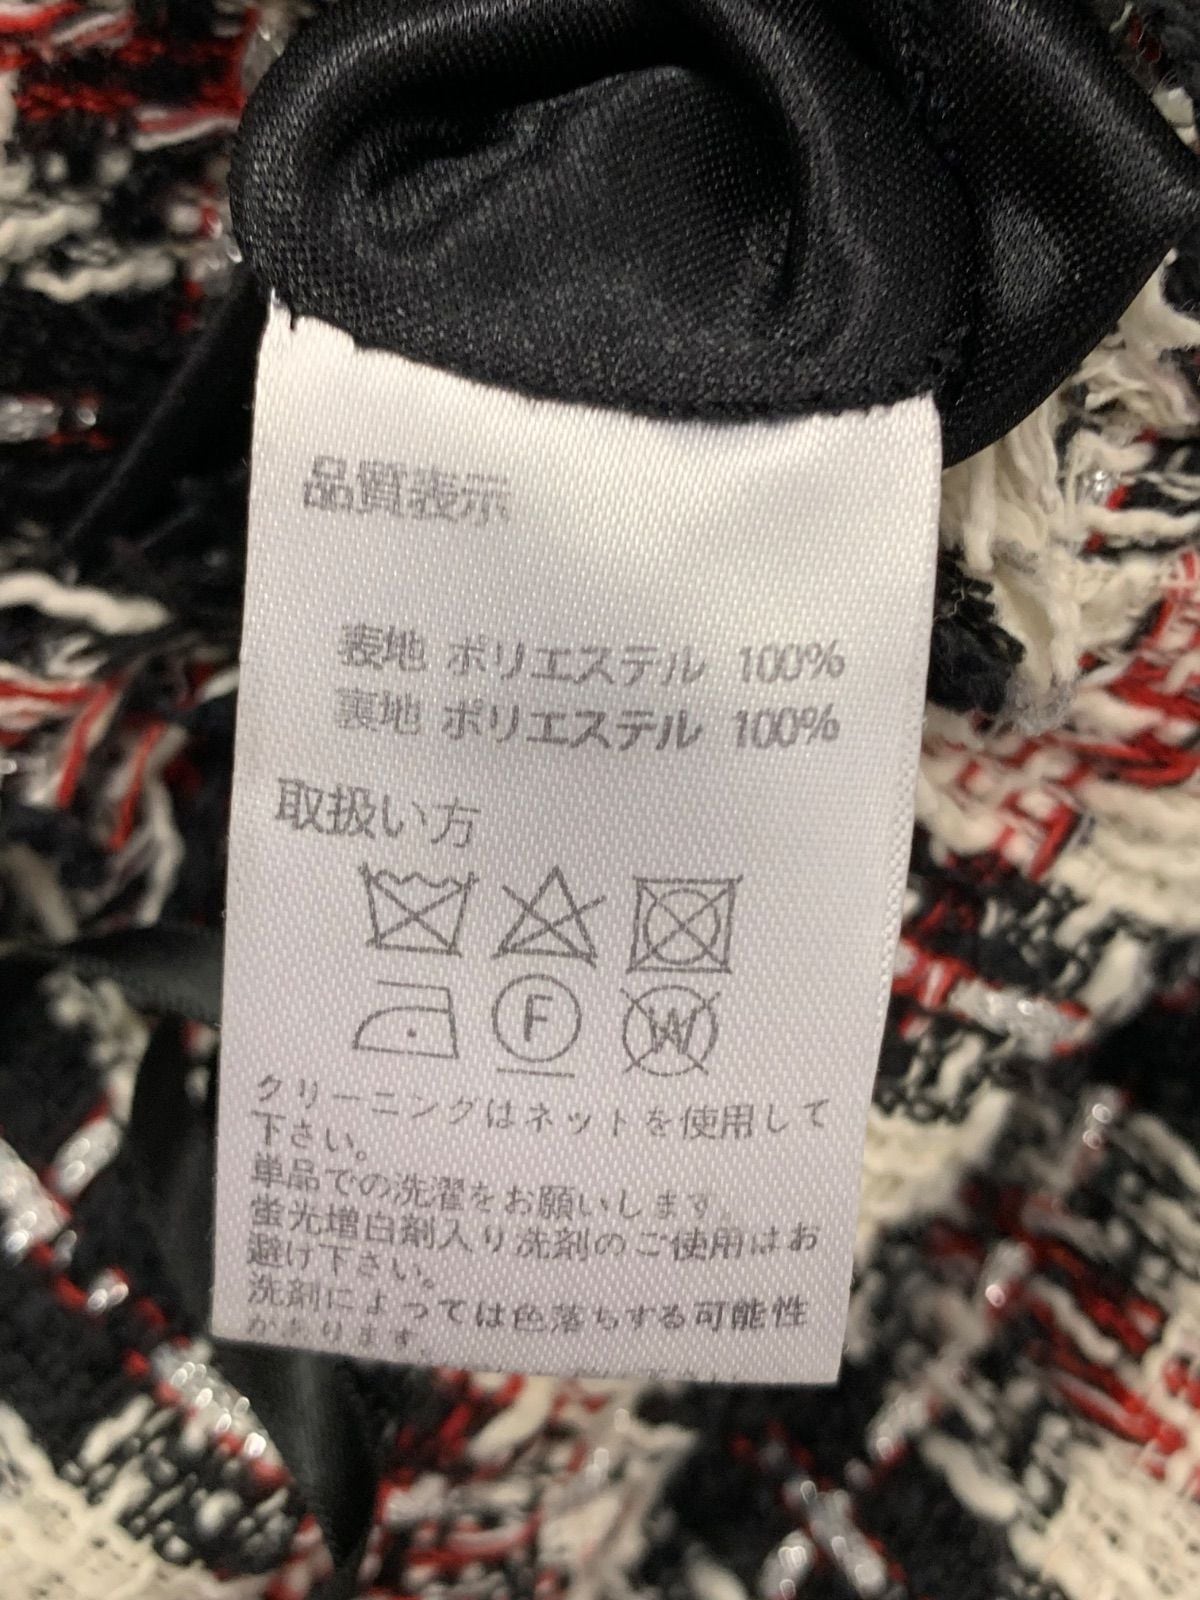 品質表示
表地 ポリエステル 100%
裏地 ポリエステル 100%
取扱い方
F
W
クリーニングはネットを使用して
下さい。
単品での洗濯をお願いします。
蛍光増白剤入り洗剤のご使用はお
避け下さい。
洗剤によっては色落ちする可能性
があります。